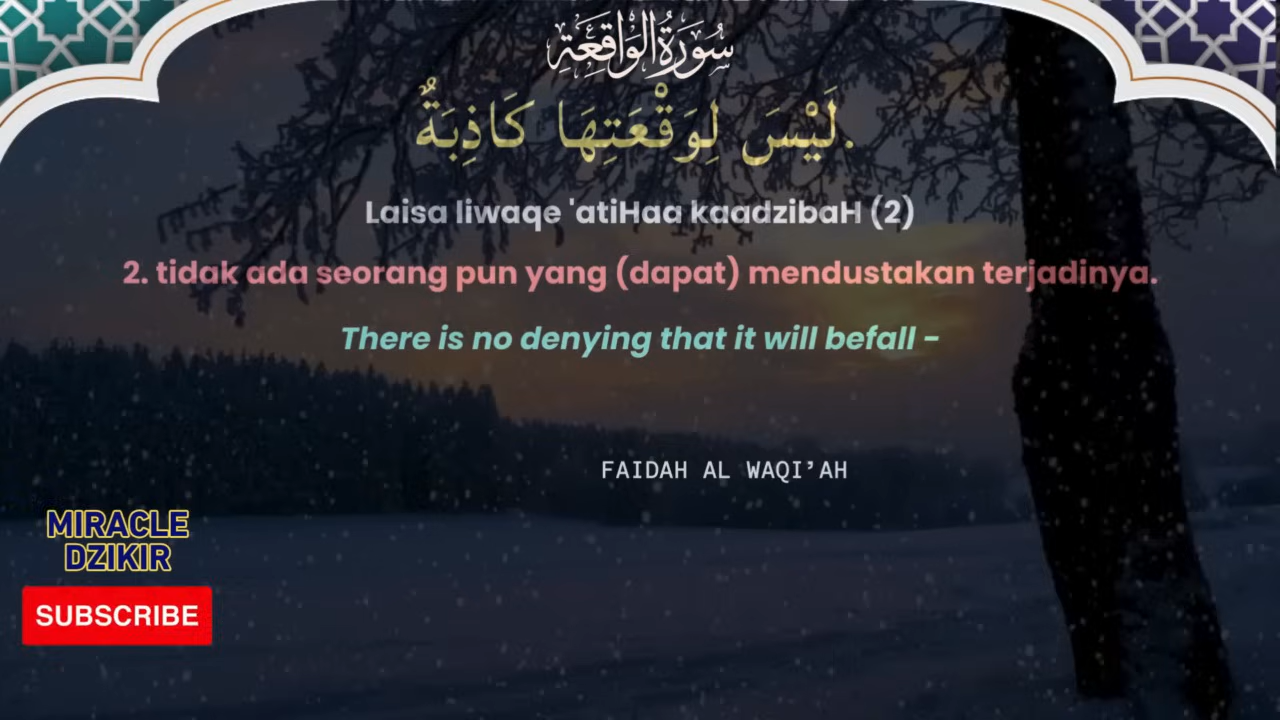 سُورَةُ الْوَاقِعَةِ
لَيْسَ لِوَقْعَتِهَا كَاذِبَةٌ.
Laisa liwaqe 'atiHaa kaadzibaH (2)
2. tidak ada seorang pun yang (dapat) mendustakan terjadinya.
There is no denying that it will befall -
FAIDAH AL WAQI’AH
MIRACLE
DZIKIR
SUBSCRIBE